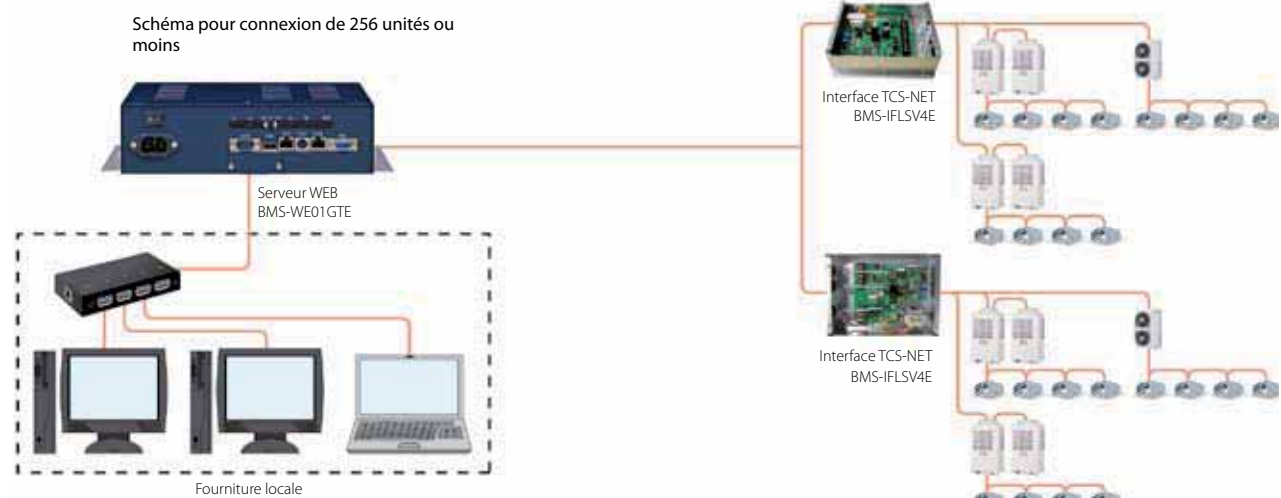 Schéma pour connexion de 256 unités ou
moins
Interface TCS-NET
BMS-IFLSV4E
Serveur WEB
BMS-WE01GTE
Interface TCS-NET
BMS-IFLSV4E
Fourniture locale